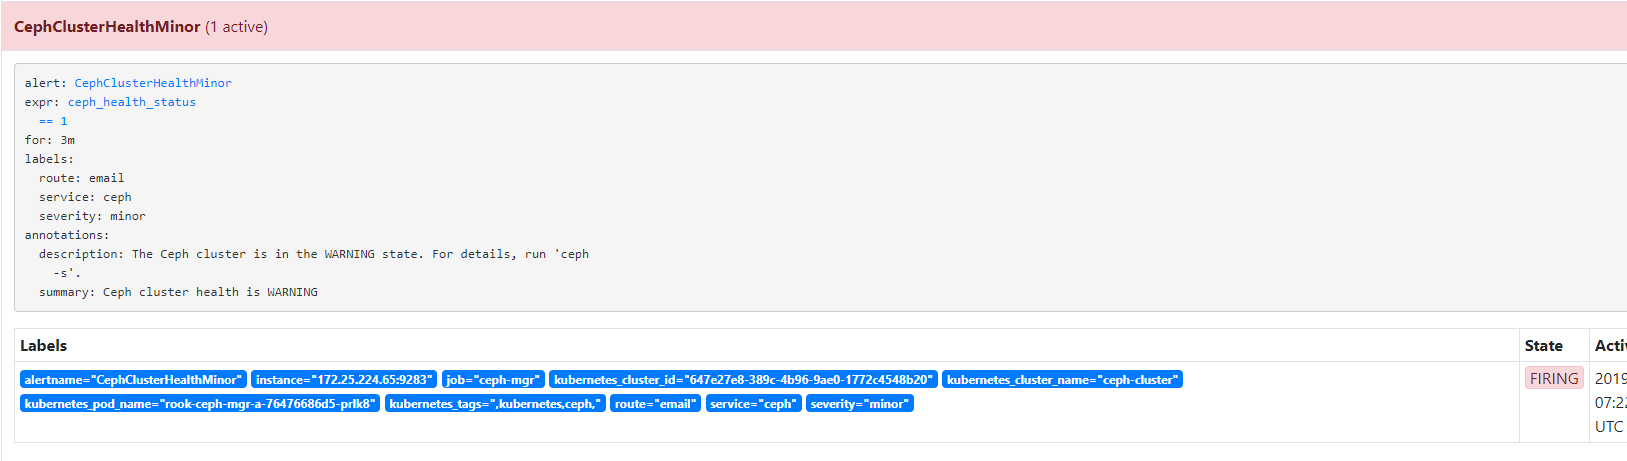 CephClusterHealthMinor (1 active)
alert: CephClusterHealthMinor
expr: ceph_health_status
== 1
for: 3m
labels:
route: email
service: ceph
severity: minor
annotations:
description: The Ceph cluster is in the WARNING state. For details, run 'ceph
-s'.
summary: Ceph cluster health is WARNING
Labels State Activ
alertname="CephClusterHealthMinor" instance="172.25.224.65:9283" job="ceph-mgr" kubernetes_cluster_id="647e27e8-389c-4b96-9ae0-1772c4548b20" kubernetes_cluster_name="ceph-cluster" FIRING 2019
kubernetes_pod_name="rook-ceph-mgr-a-76476686d5-prlk8" kubernetes_tags=",kubernetes,ceph," route="email" service="ceph" severity="minor" 07:22
UTC